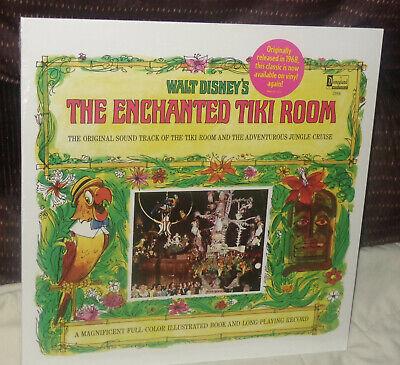 Originally
released in 1968,
this classic is now
available on vinyl
again!
Disneyland
WALT DISNEY'S
THE ENCHANTED TIKI ROOM
THE ORIGINAL SOUND TRACK OF THE TIKI ROOM AND THE ADVENTUROUS JUNGLE CRUISE
A MAGNIFICENT FULL COLOR ILLUSTRATED BOOK AND LONG-PLAYING RECORD